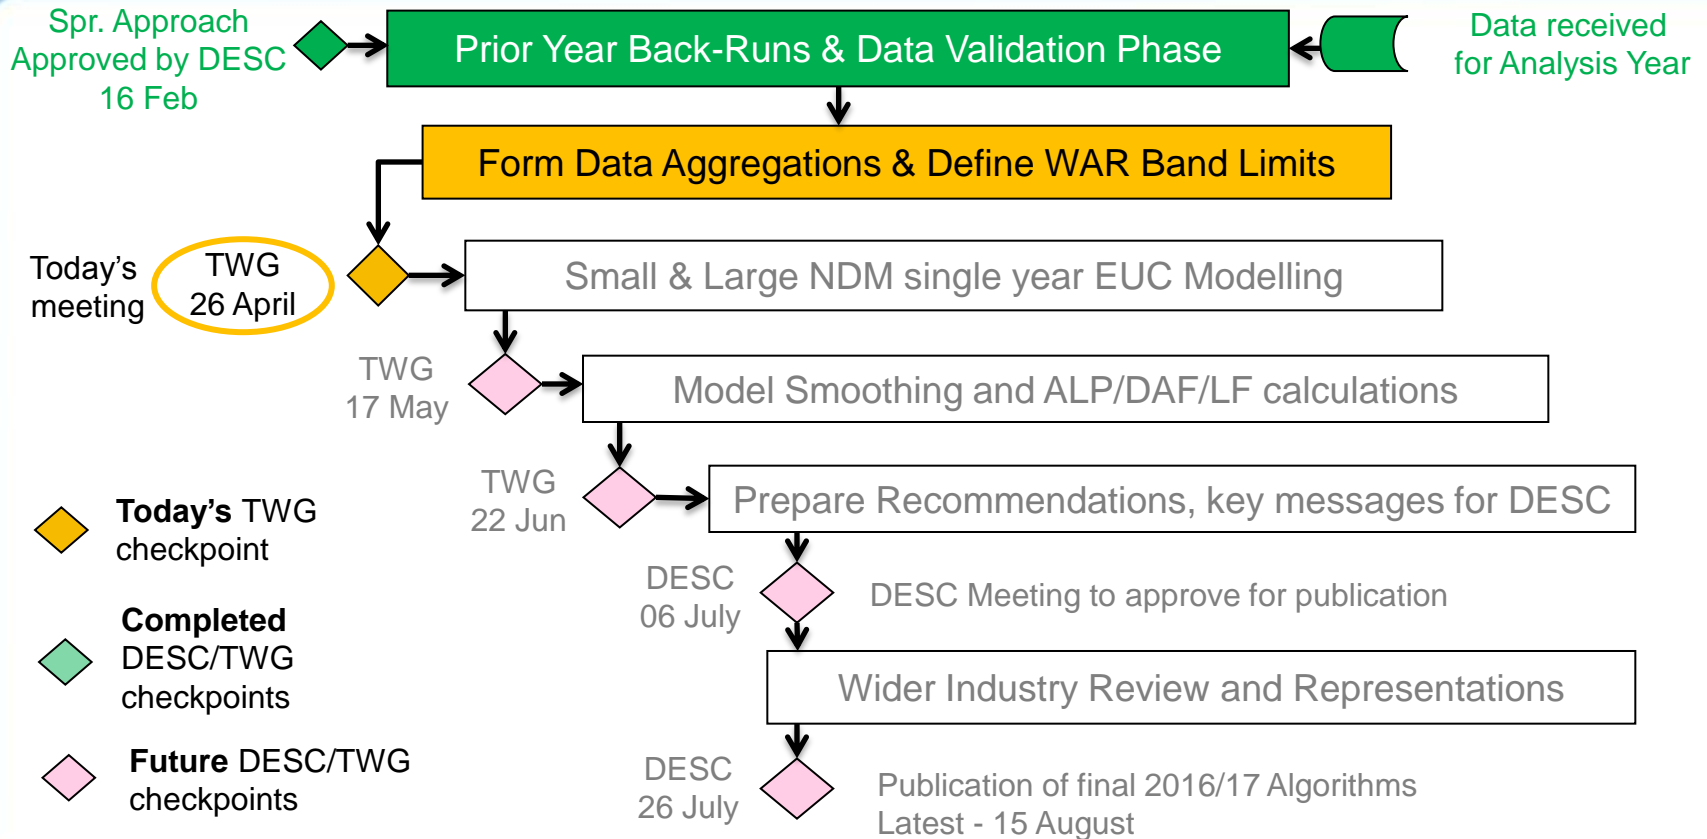 Spr. Approach
Approved by DESC
16 Feb
Prior Year Back-Runs & Data Validation Phase
Data received
for Analysis Year
Form Data Aggregations & Define WAR Band Limits
Today's
meeting
TWG
26 April
Small & Large NDM single year EUC Modelling
TWG
17 May
Model Smoothing and ALP/DAF/LF calculations
TWG
22 Jun
Prepare Recommendations, key messages for DESC
Today's TWG
checkpoint
DESC
06 July
DESC Meeting to approve for publication
Completed
DESC/TWG
checkpoints
Wider Industry Review and Representations
Future DESC/TWG
checkpoints
DESC
26 July
Publication of final 2016/17 Algorithms
Latest - 15 August